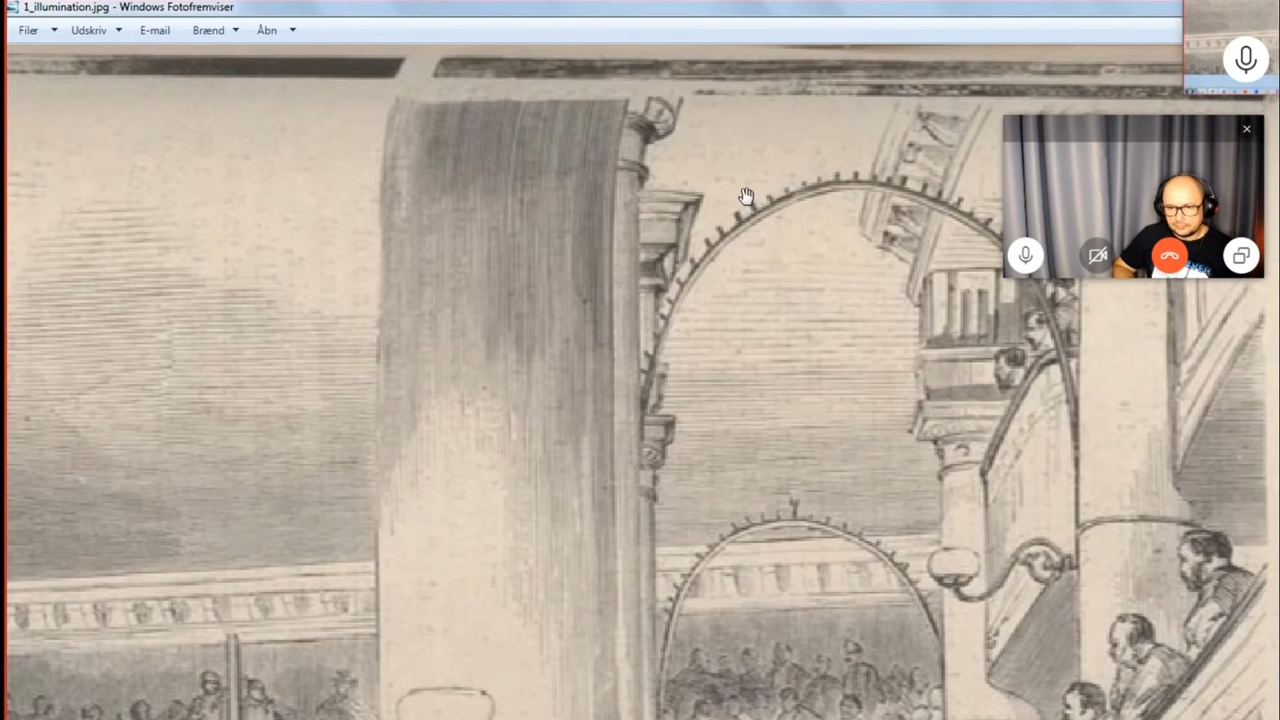 1_illumination.jpg - Windows Fotofremviser
Filer Udskriv E-mail Brænd Åbn